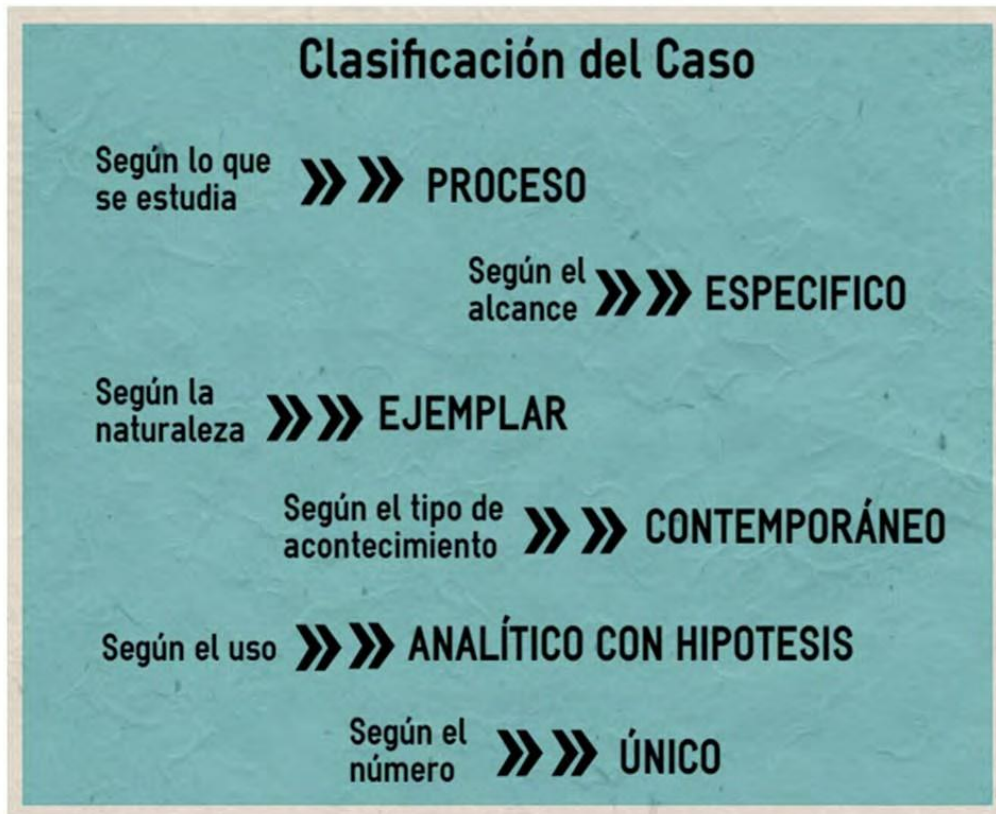 Clasificación del Caso
Según lo que
se estudia
PROCESO
Según el
alcance
ESPECIFICO
Según la
naturaleza
EJEMPLAR
Según el tipo de
acontecimiento
CONTEMPORÁNEO
Según el uso
ANALÍTICO CON HIPOTESIS
Según el
número
ÚNICO